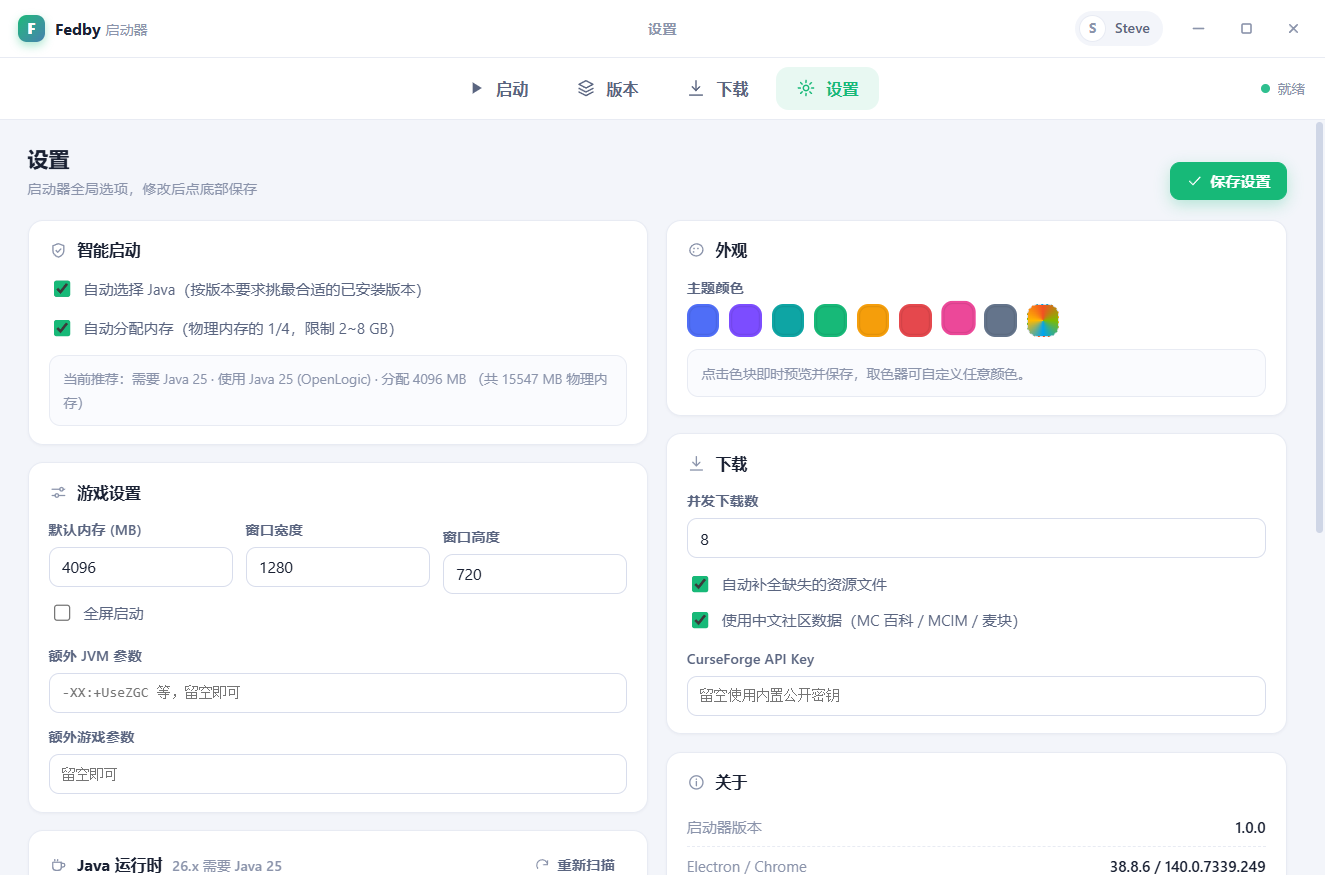 F Fedby 启动器
设置
S Steve
启动
版本
下载
设置
就绪
设置
启动器全局选项，修改后点底部保存
保存设置
智能启动
自动选择 Java（按版本要求挑最合适的已安装版本）
自动分配内存（物理内存的 1/4，限制 2~8 GB）
当前推荐：需要 Java 25 · 使用 Java 25 (OpenLogic) · 分配 4096 MB （共 15547 MB 物理内
存）
游戏设置
默认内存 (MB)
窗口宽度
窗口高度
4096
1280
720
全屏启动
额外 JVM 参数
-XX:+UseZGC 等，留空即可
额外游戏参数
留空即可
Java 运行时 26.x 需要 Java 25
重新扫描
外观
主题颜色
点击色块即时预览并保存，取色器可自定义任意颜色。
下载
并发下载数
8
自动补全缺失的资源文件
使用中文社区数据（MC 百科 / MCIM / 麦块）
CurseForge API Key
留空使用内置公开密钥
关于
启动器版本
1.0.0
Electron / Chrome
38.8.6 / 140.0.7339.249